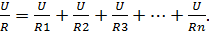 U/R = U/R1 + U/R2 + U/R3 + ⋯ + U/Rn.